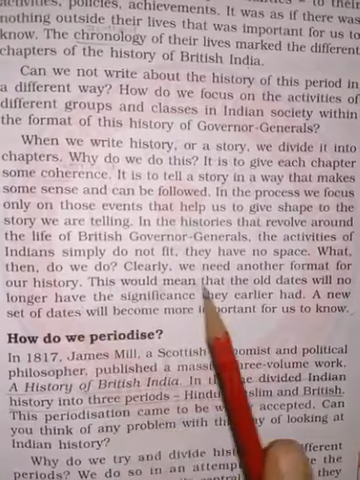 activities, policies, achievements. It was as if there was
nothing outside their lives that was important for us to
know. The chronology of their lives marked the different
chapters of the history of British India.
Can we not write about the history of this period in
a different way? How do we focus on the activities of
different groups and classes in Indian society within
the format of this history of Governor-Generals?
When we write history, or a story, we divide it into
chapters. Why do we do this? It is to give each chapter
some coherence. It is to tell a story in a way that makes
some sense and can be followed. In the process we focus
only on those events that help us to give shape to the
story we are telling. In the histories that revolve around
the life of British Governor-Generals, the activities of
Indians simply do not fit, they have no space. What,
then, do we do? Clearly, we need another format for
our history. This would mean that the old dates will no
longer have the significance they earlier had. A new
set of dates will become more important for us to know.
How do we periodise?
In 1817, James Mill, a Scottish economist and political
philosopher, published a massive three-volume work,
A History of British India. In th divided Indian
history into three periods – Hindu, Muslim and British.
This periodisation came to be w accepted. Can
you think of any problem with th y of looking at
Indian history?
Why do we try and divide his fferent
periods? We do so in an attem the
they